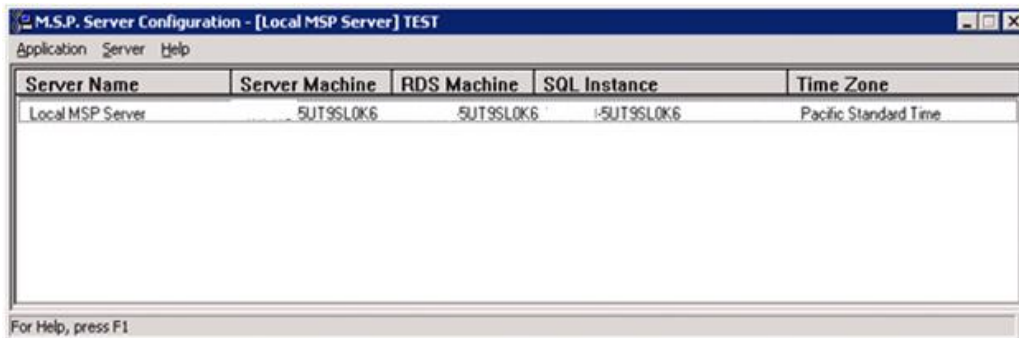 M.S.P. Server Configuration - [Local MSP Server] TEST
Application Server Help
Server Name Server Machine RDS Machine SQL Instance Time Zone
Local MSP Server 5UT9SL0K6 5UT9SL0K6 5UT9SL0K6 Pacific Standard Time
For Help, press F1